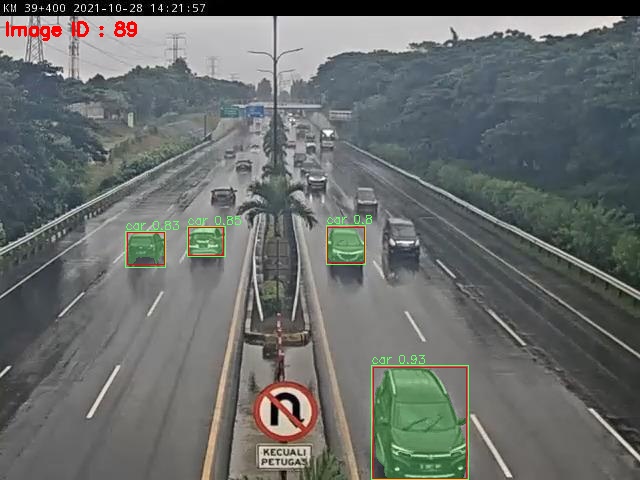 KM 39+400 2021-10-28 14:21:57
Image ID : 89
car 0.83
car 0.85
car 0.8
car 0.93
KECUALI
PETUGAS